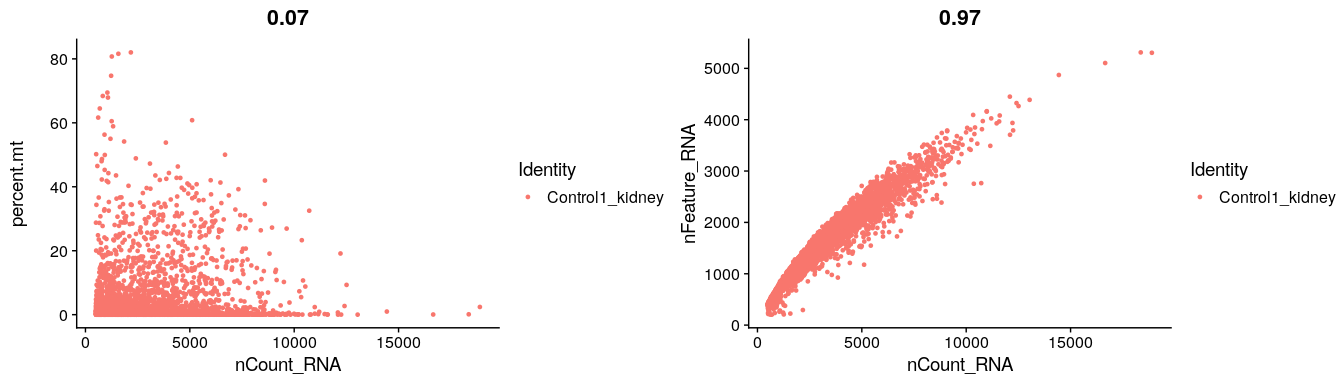 0.07
80
60
40
20
0
percent.mt
0 5000 10000 15000
nCount_RNA
Identity
Control1_kIdney
0.97
5000
4000
3000
2000
1000
0
nFeature_RNA
0 5000 10000 15000
nCount_RNA
Identity
Control1_kIdney